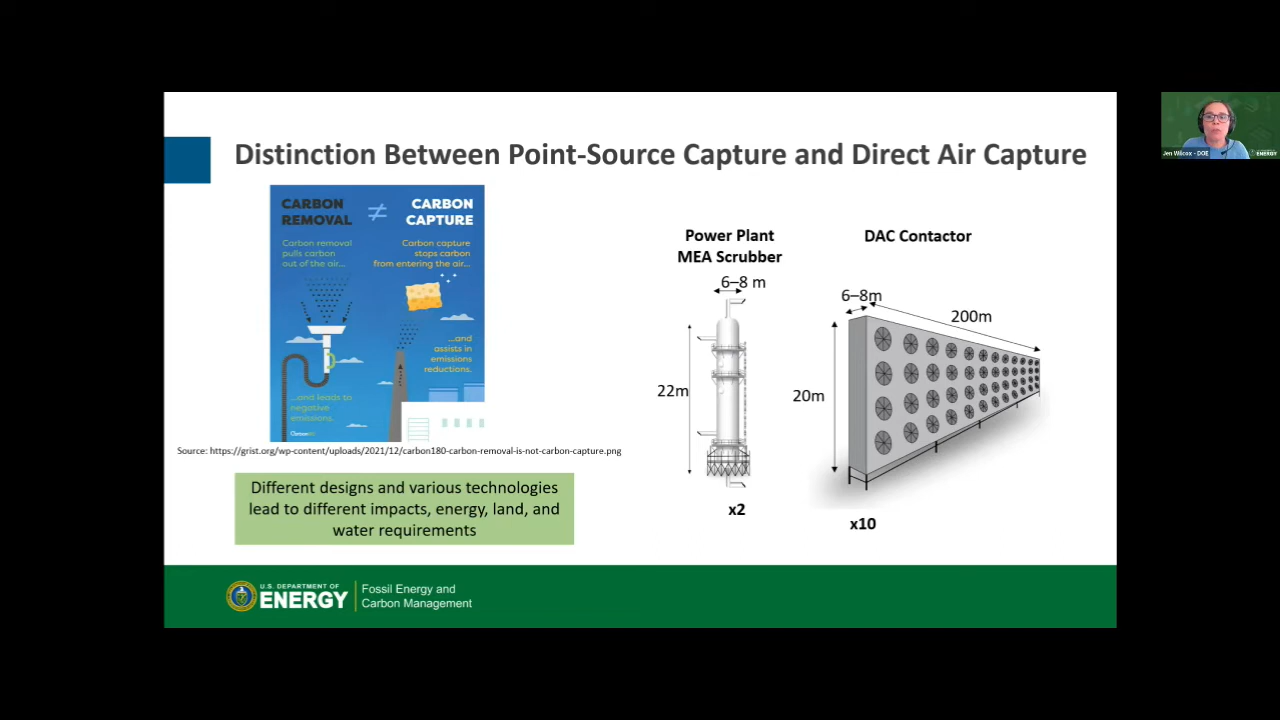 Distinction Between Point-Source Capture and Direct Air Capture
CARBON
REMOVAL
≠
CARBON
CAPTURE
Carbon removal
pulls carbon
out of the air...
Carbon capture
stops carbon
from entering the air...
...and
assists in
emissions
reductions.
...and leads to
negative
emissions.
Source: https://grist.org/wp-content/uploads/2021/12/carbon180-carbon-removal-is-not-carbon-capture.png
Different designs and various technologies
lead to different impacts, energy, land, and
water requirements
Power Plant
MEA Scrubber
6–8 m
22m
x2
DAC Contactor
6–8m
200m
20m
x10
U.S. DEPARTMENT OF
ENERGY
Fossil Energy and
Carbon Management
Jen Wilcox - DOE
ENERGY